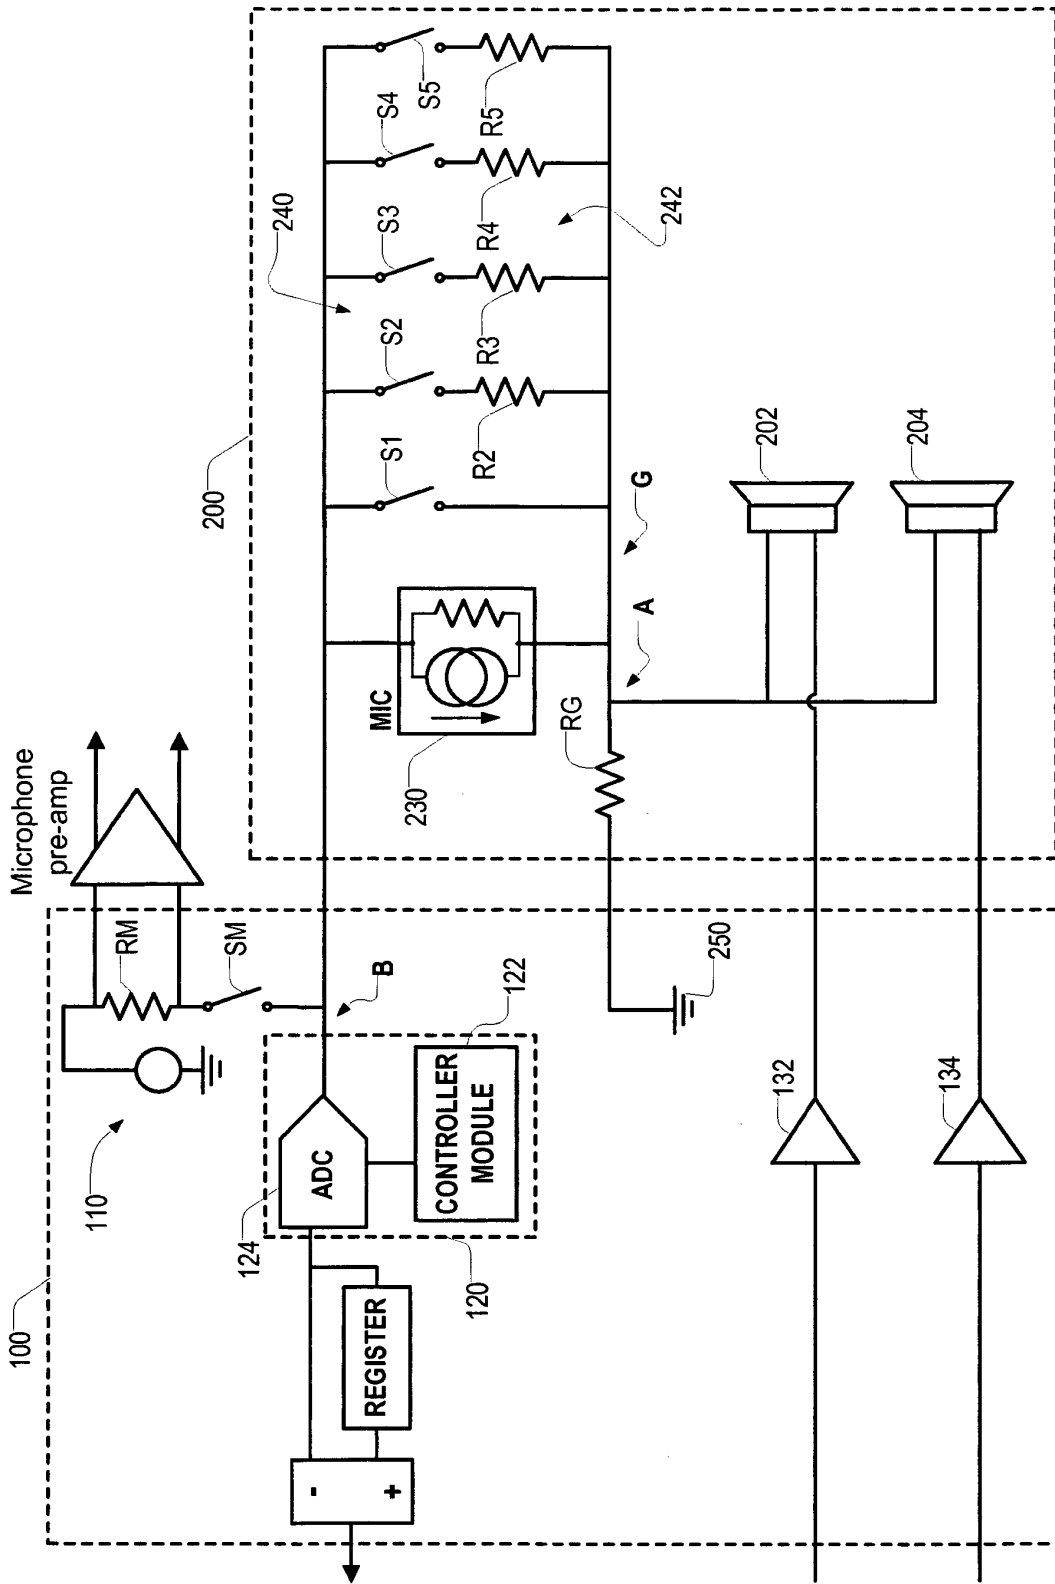 100
110
Microphone
pre-amp
RM
SM
B
124
ADC
CONTROLLER
MODULE
122
120
REGISTER
-
+
200
240
S1
S2
S3
S4
S5
R2
R3
R4
R5
242
MIC
230
RG
A
G
250
132
134
202
204